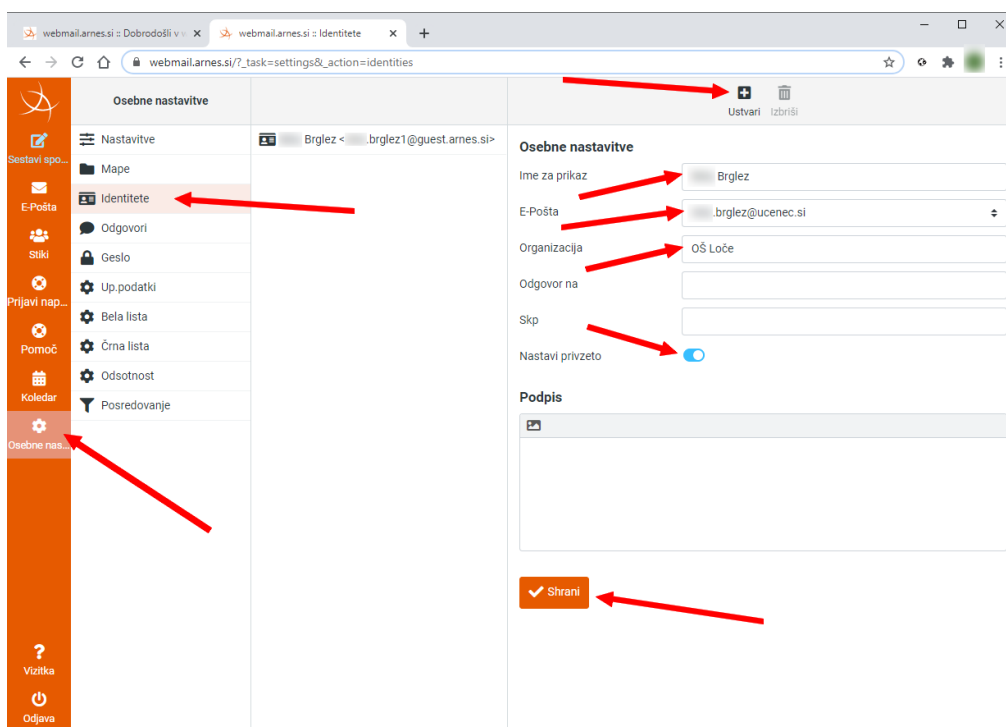 webmail.arnes.si :: Dobrodošli v w
webmail.arnes.si :: Identitete
webmail.arnes.si/?_task=settings&_action=identities
Sestavi spo...
E-Pošta
Stiki
Prijavi nap...
Pomoč
Koledar
Osebne nas...
Vizitka
Odjava
Osebne nastavitve
Nastavitve
Mape
Identitete
Odgovori
Geslo
Up.podatki
Bela lista
Črna lista
Odsotnost
Posredovanje
Brglez < .brglez1@guest.arnes.si>
Ustvari Izbriši
Osebne nastavitve
Ime za prikaz Brglez
E-Pošta .brglez@ucenec.si
Organizacija OŠ Loče
Odgovor na
Skp
Nastavi privzeto
Podpis
Shrani